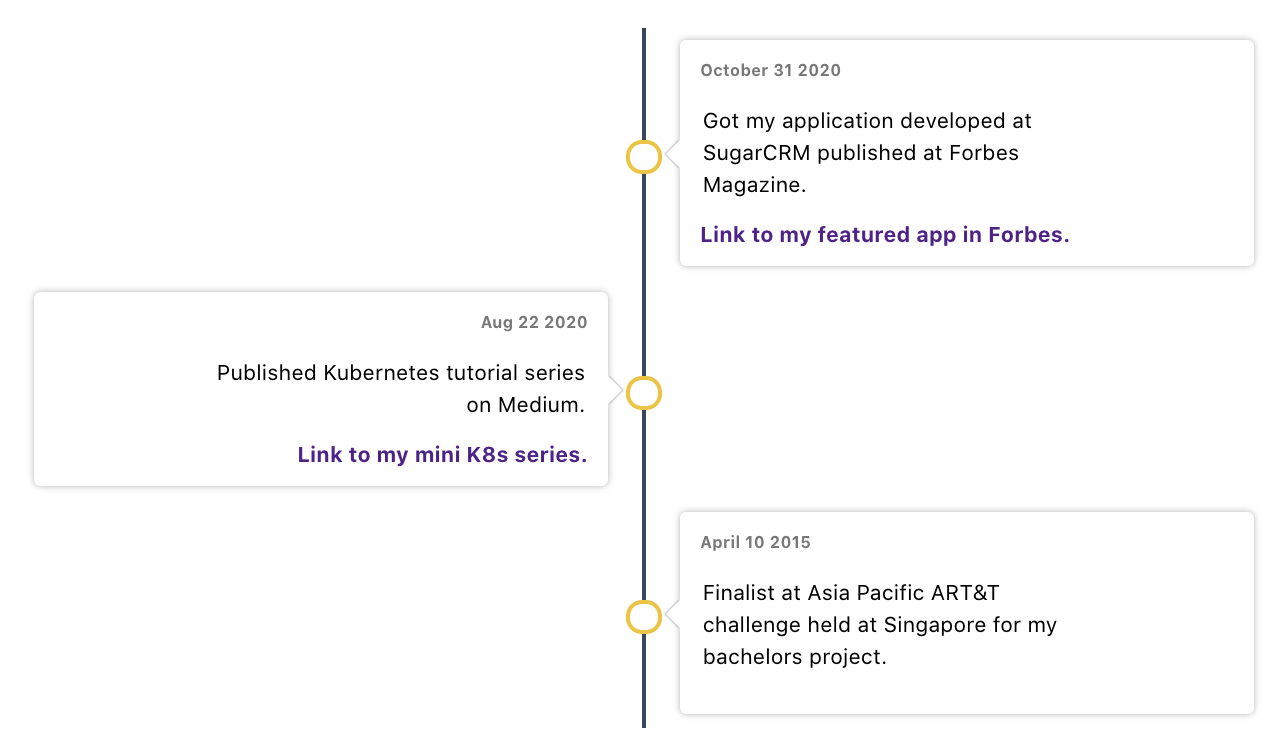 October 31 2020
Got my application developed at
SugarCRM published at Forbes
Magazine.
Link to my featured app in Forbes.
Aug 22 2020
Published Kubernetes tutorial series
on Medium.
Link to my mini K8s series.
April 10 2015
Finalist at Asia Pacific ART&T
challenge held at Singapore for my
bachelors project.